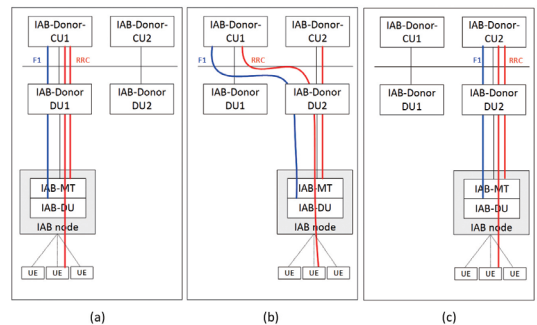 IAB-Donor-
CU1
IAB-Donor-
CU2
F1
RRC
IAB-Donor
DU1
IAB-Donor
DU2
IAB-MT
IAB-DU
IAB node
UE
UE
UE
(a)
IAB-Donor-
CU1
IAB-Donor-
CU2
F1
RRC
IAB-Donor
DU1
IAB-Donor
DU2
IAB-MT
IAB-DU
IAB node
UE
UE
UE
(b)
IAB-Donor-
CU1
IAB-Donor-
CU2
F1
RRC
IAB-Donor
DU1
IAB-Donor
DU2
IAB-MT
IAB-DU
IAB node
UE
UE
UE
(c)